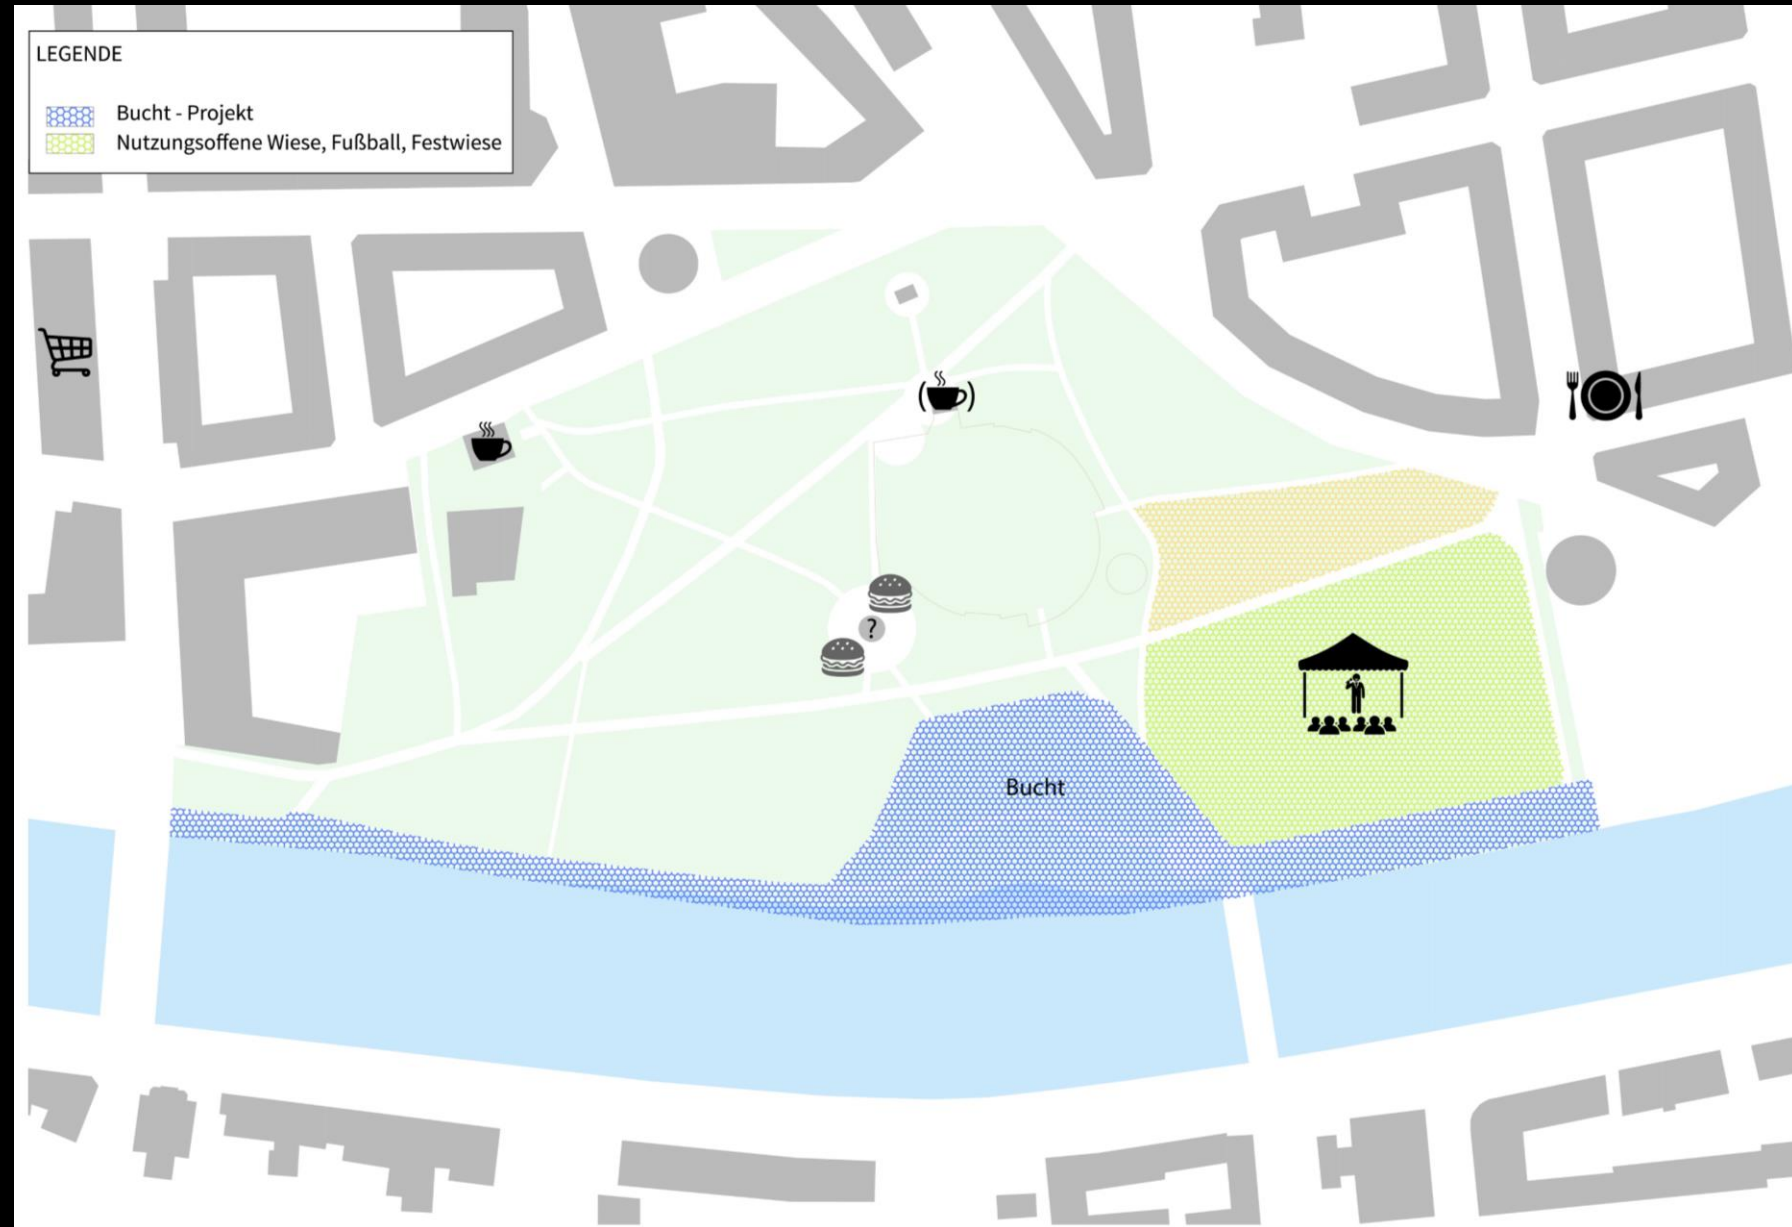 LEGENDE
Bucht - Projekt
Nutzungsoffene Wiese, Fußball, Festwiese
( )
?
Bucht